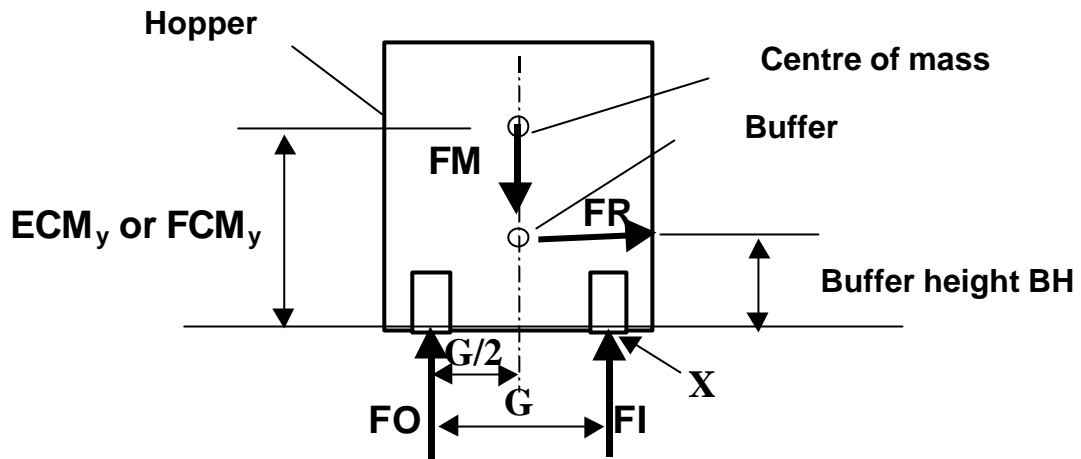 Hopper
Centre of mass
Buffer
FM
FR
ECMy or FCMy
Buffer height BH
G/2
X
G
FO
FI